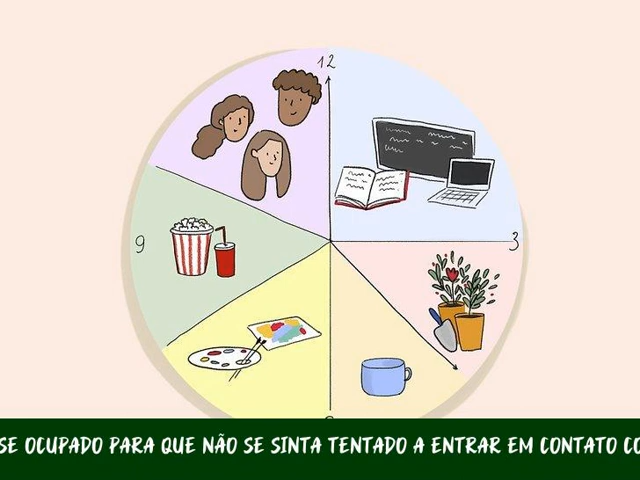 12
3
9
SE OCUPADO PARA QUE NÃO SE SINTA TENTADO A ENTRAR EM CONTATO CO